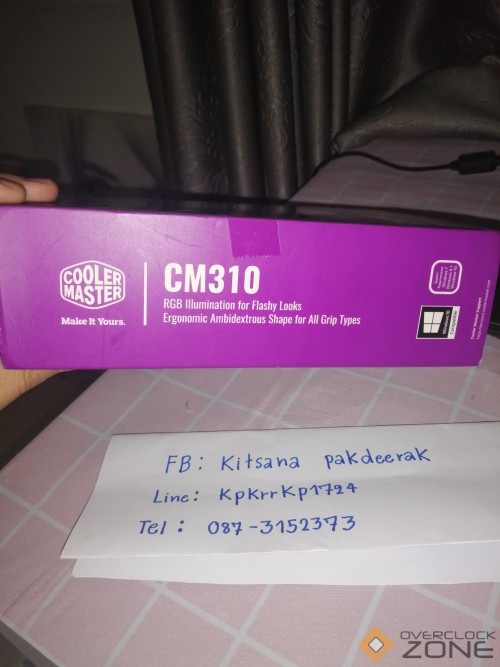 COOLER
MASTER
Make It Yours.
CM310
RGB Illumination for Flashy Looks
Ergonomic Ambidextrous Shape for All Grip Types
FB: Kitsana pakdeerak
Line: KpKrrKp1724
Tel : 087-3152373
OVERCLOCK
ZONE